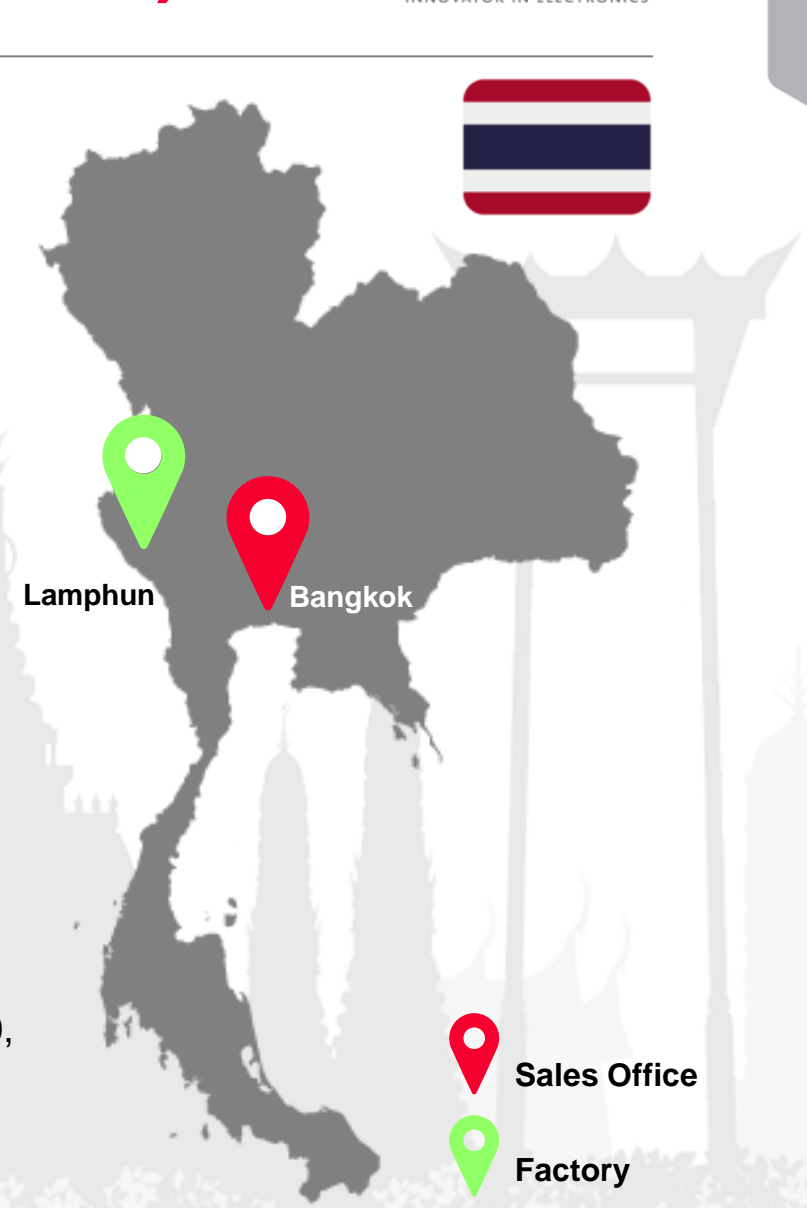 INNOVATOR IN ELECTRONICS
Lamphun
Bangkok
),
Sales Office
Factory